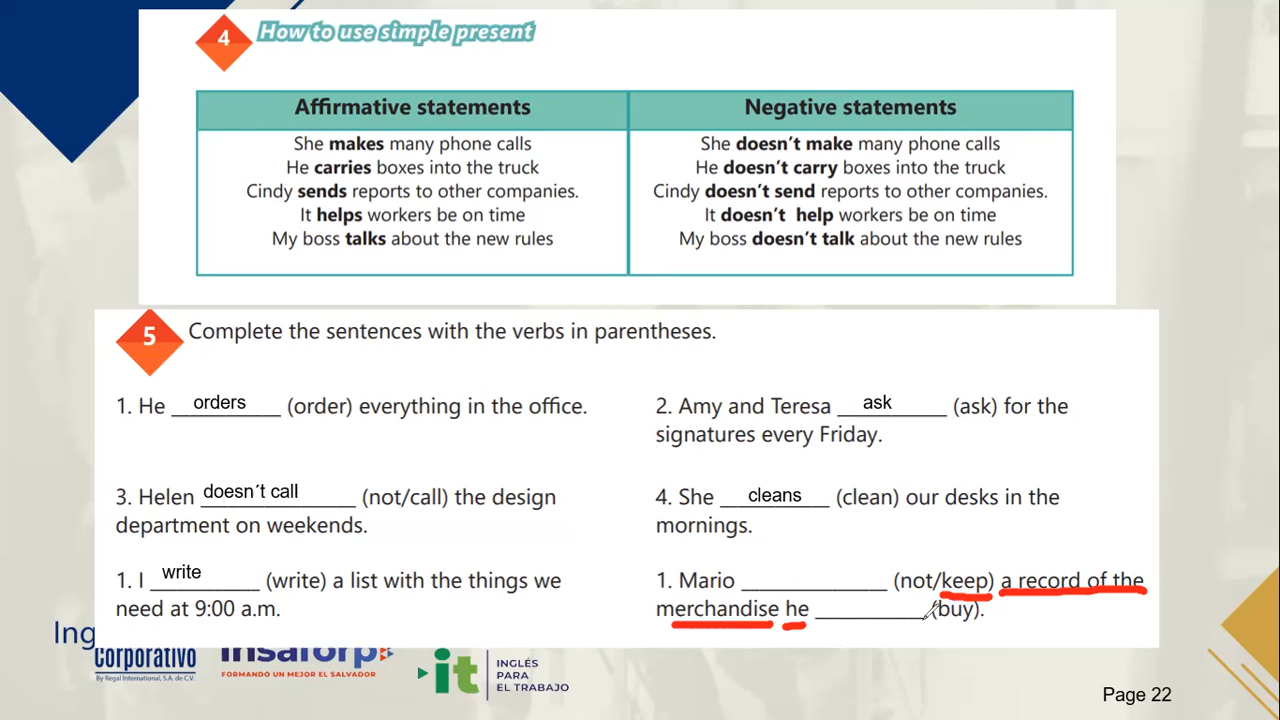 4 How to use simple present
Affirmative statements
Negative statements
She makes many phone calls
He carries boxes into the truck
Cindy sends reports to other companies.
It helps workers be on time
My boss talks about the new rules
She doesn't make many phone calls
He doesn't carry boxes into the truck
Cindy doesn't send reports to other companies.
It doesn't help workers be on time
My boss doesn't talk about the new rules
5 Complete the sentences with the verbs in parentheses.
1. He orders (order) everything in the office.
2. Amy and Teresa ask (ask) for the
signatures every Friday.
3. Helen doesn´t call (not/call) the design
department on weekends.
4. She cleans (clean) our desks in the
mornings.
1. I write (write) a list with the things we
need at 9:00 a.m.
1. Mario ____________ (not/keep) a record of the
merchandise he _________ (buy).
Ing
Corporativo
By Regal International, S.A. de C.V.
insaforp
FORMANDO UN MEJOR EL SALVADOR
it
INGLÉS
PARA
EL TRABAJO
Page 22